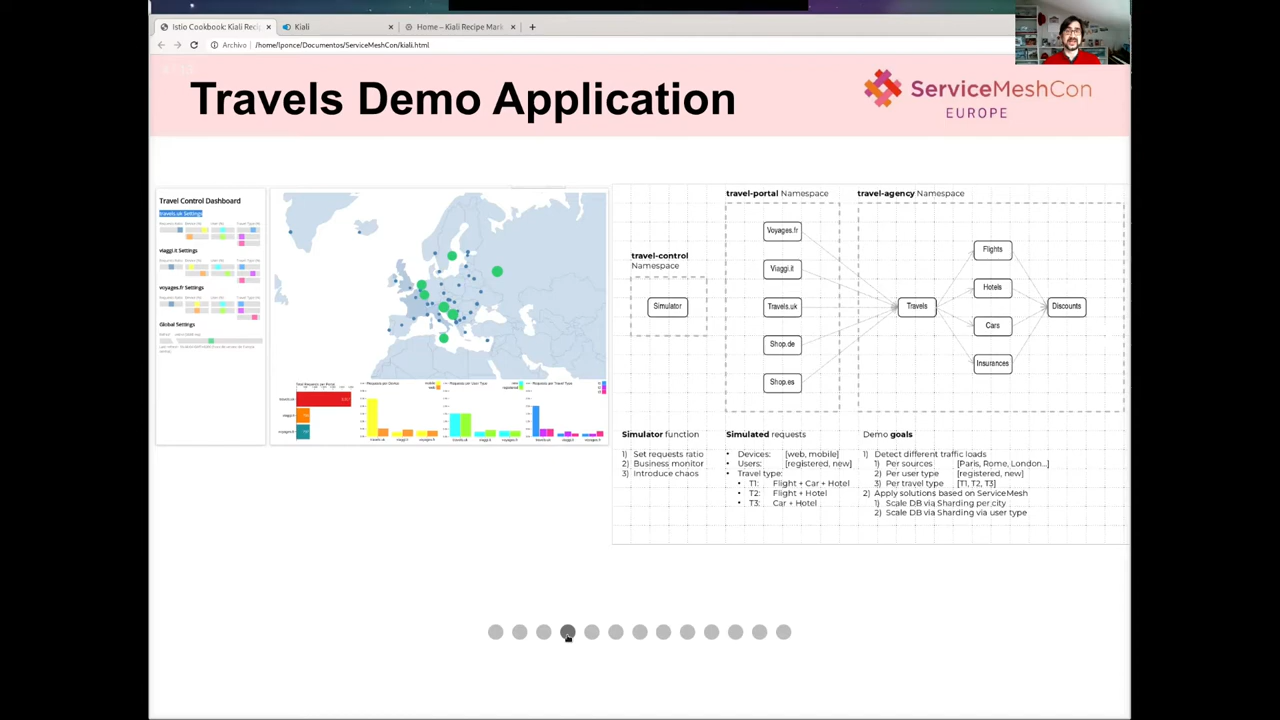 Istio Cookbook: Kiali Reci
Kiali
Home – Kiali Recipe Mark
Archivo
/home/lponce/Documentos/ServiceMeshCon/kiali.html
Travels Demo Application
ServiceMeshCon
EUROPE
Travel Control Dashboard
travels.uk Settings
viaggi.it Settings
voyages.fr Settings
Global Settings
travel-control
Namespace
Simulator
travel-portal Namespace
Voyages.fr
Viaggi.it
Travels.uk
Shop.de
Shop.es
travel-agency Namespace
Travels
Flights
Hotels
Cars
Insurances
Discounts
Simulator function
1) Set requests ratio
2) Business monitor
3) Introduce chaos
Simulated requests
• Devices: [web, mobile]
• Users: [registered, new]
• Travel type:
• T1: Flight + Car + Hotel
• T2: Flight + Hotel
• T3: Car + Hotel
Demo goals
1) Detect different traffic loads
1) Per sources [Paris, Rome, London...]
2) Per user type [registered, new]
3) Per travel type [T1, T2, T3]
2) Apply solutions based on ServiceMesh
1) Scale DB via Sharding per city
2) Scale DB via Sharding via user type